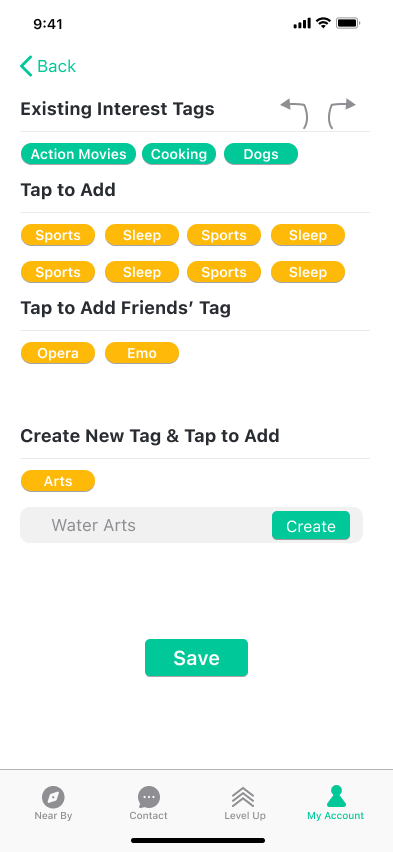 9:41
Back
Existing Interest Tags
Action Movies Cooking Dogs
Tap to Add
Sports Sleep Sports Sleep
Sports Sleep Sports Sleep
Tap to Add Friends’ Tag
Opera Emo
Create New Tag & Tap to Add
Arts
Water Arts Create
Save
Near By Contact Level Up My Account